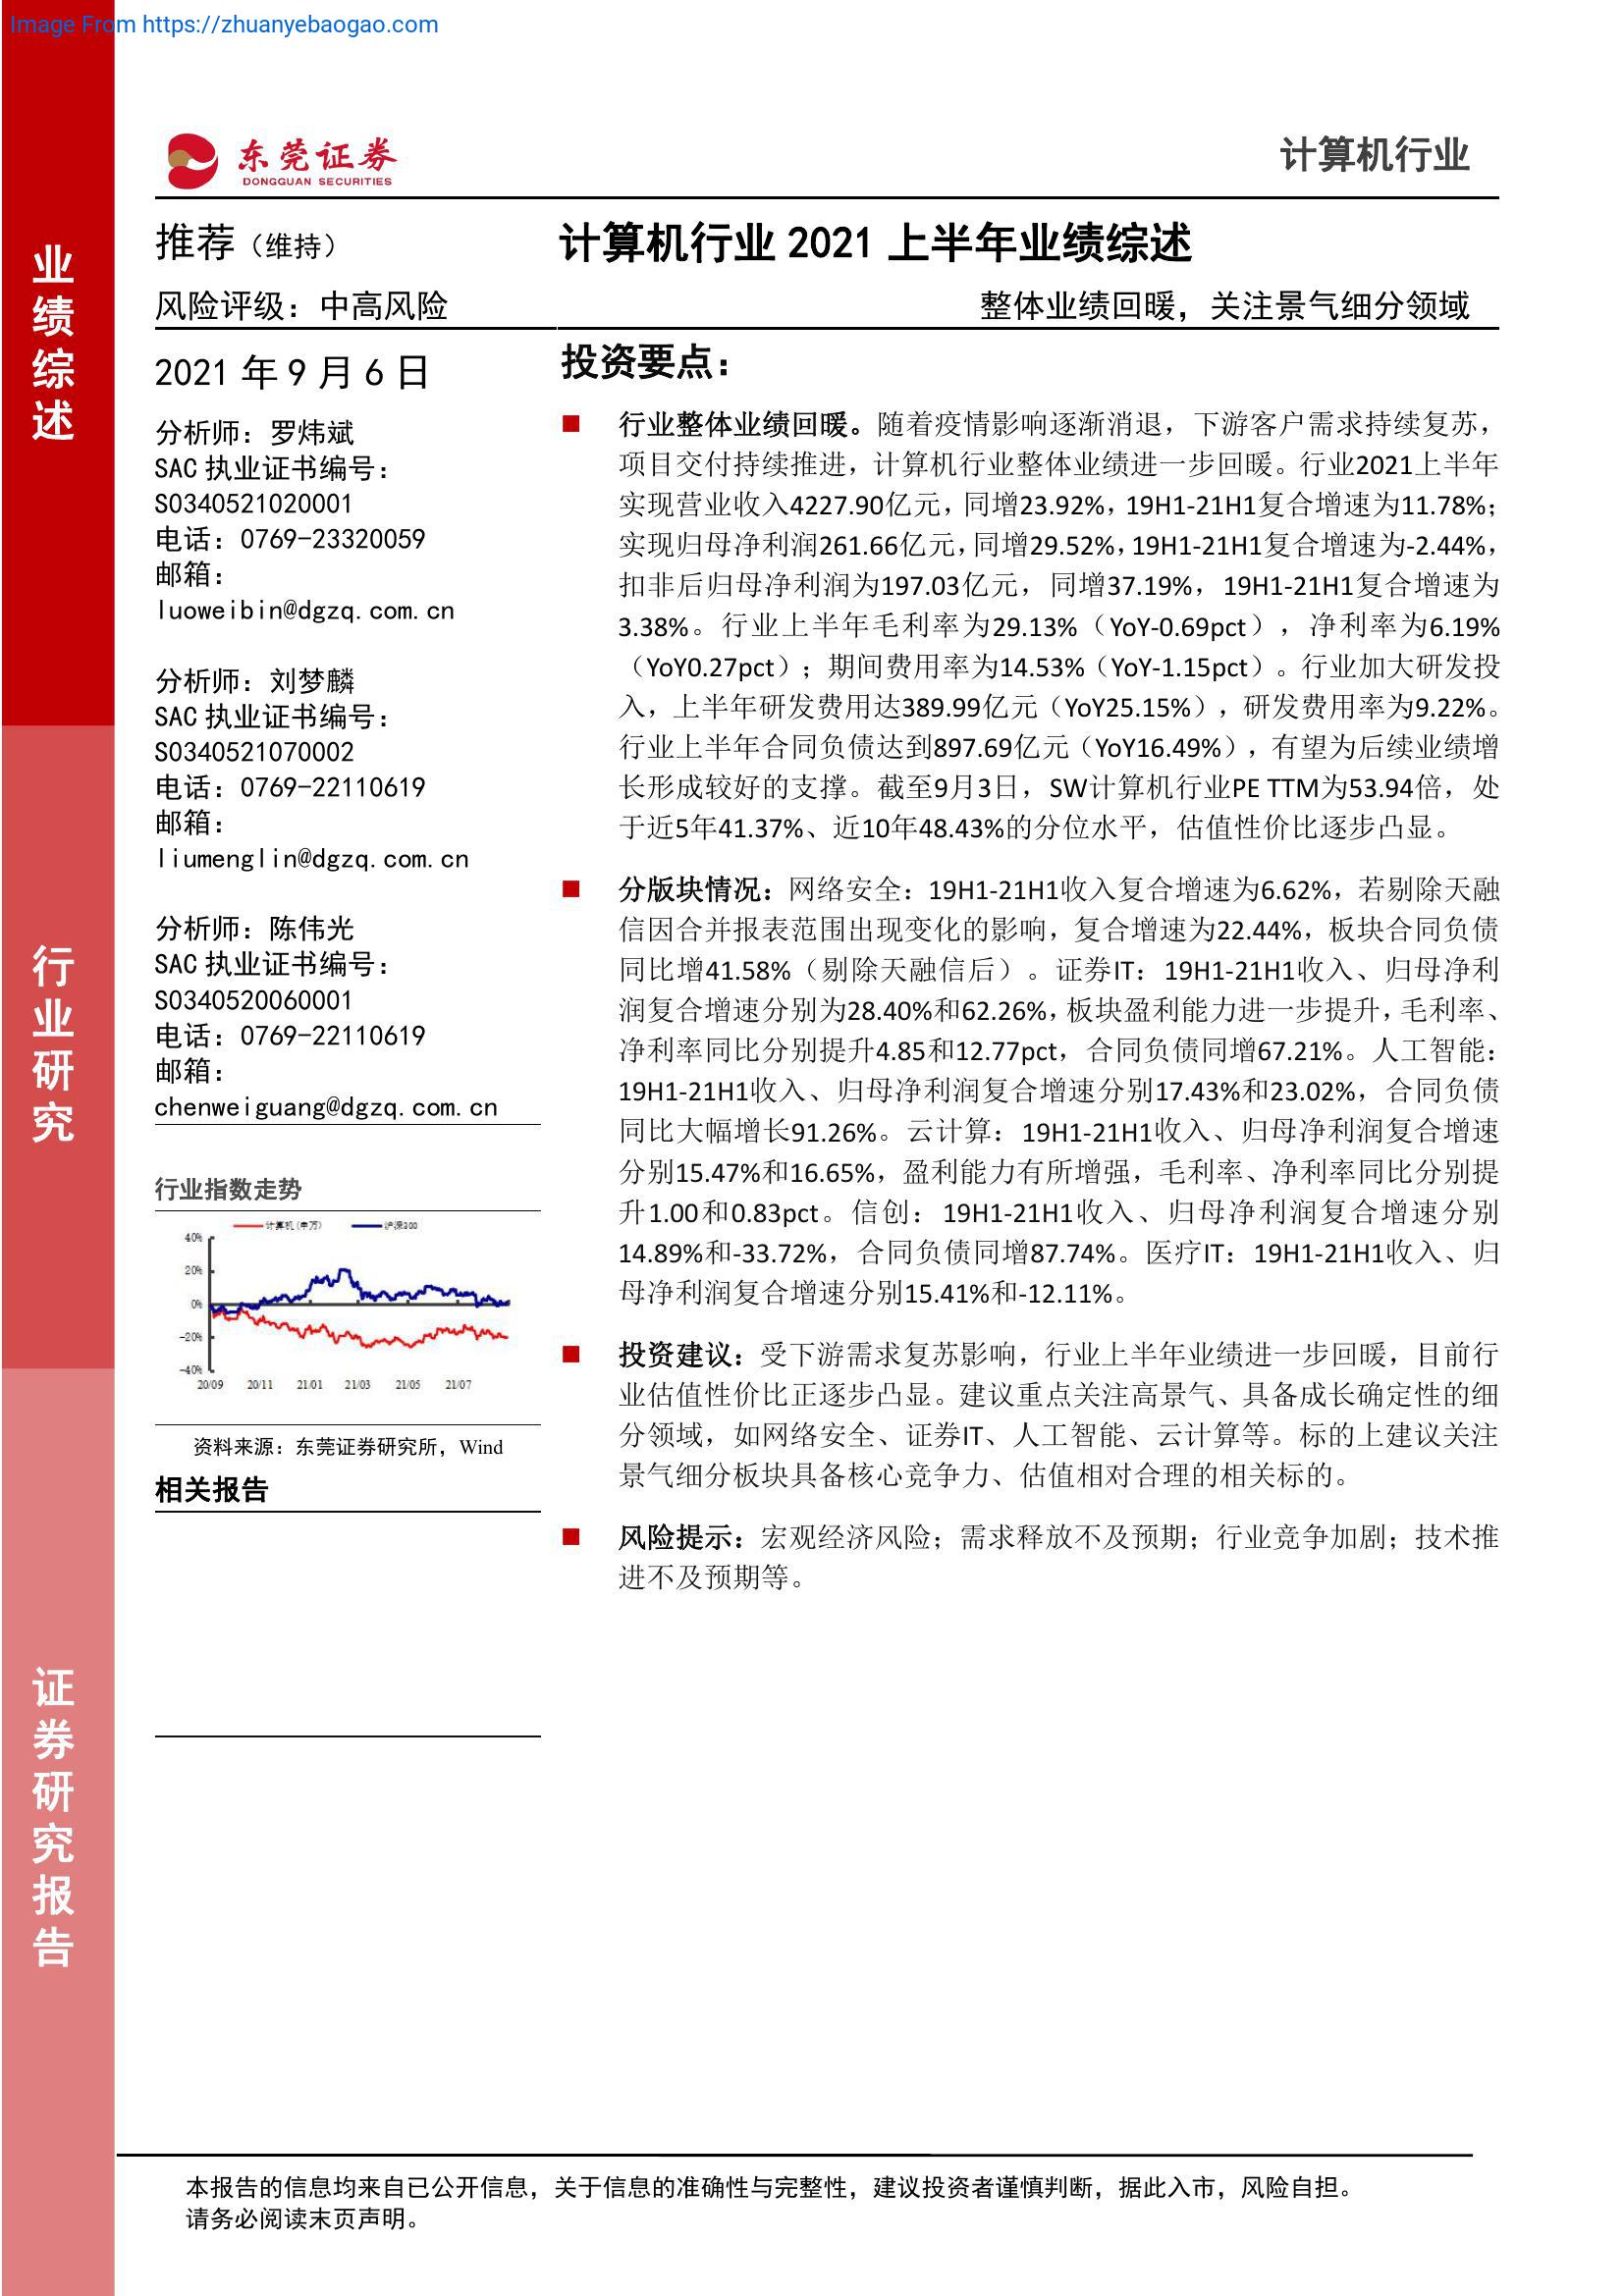 Image From https://zhuanyebaogao.com
东莞证券
DONGGUAN SECURITIES
计算机行业
业绩综述
行业研究
证券研究报告
推荐（维持）
风险评级：中高风险
2021 年 9 月 6 日
分析师：罗炜斌
SAC 执业证书编号：
S0340521020001
电话：0769-23320059
邮箱：
luoweibin@dgzq.com.cn
分析师：刘梦麟
SAC 执业证书编号：
S0340521070002
电话：0769-22110619
邮箱：
liumenglin@dgzq.com.cn
分析师：陈伟光
SAC 执业证书编号：
S0340520060001
电话：0769-22110619
邮箱：
chenweiguang@dgzq.com.cn
行业指数走势
计算机(申万) 沪深300
40%
20%
0%
-20%
-40%
20/09 20/11 21/01 21/03 21/05 21/07
资料来源：东莞证券研究所，Wind
相关报告
计算机行业 2021 上半年业绩综述
整体业绩回暖，关注景气细分领域
投资要点：
行业整体业绩回暖。随着疫情影响逐渐消退，下游客户需求持续复苏，
项目交付持续推进，计算机行业整体业绩进一步回暖。行业2021上半年
实现营业收入4227.90亿元，同增23.92%，19H1-21H1复合增速为11.78%；
实现归母净利润261.66亿元，同增29.52%，19H1-21H1复合增速为-2.44%，
扣非后归母净利润为197.03亿元，同增37.19%，19H1-21H1复合增速为
3.38%。行业上半年毛利率为29.13%（YoY-0.69pct），净利率为6.19%
（YoY0.27pct）；期间费用率为14.53%（YoY-1.15pct）。行业加大研发投
入，上半年研发费用达389.99亿元（YoY25.15%），研发费用率为9.22%。
行业上半年合同负债达到897.69亿元（YoY16.49%），有望为后续业绩增
长形成较好的支撑。截至9月3日，SW计算机行业PE TTM为53.94倍，处
于近5年41.37%、近10年48.43%的分位水平，估值性价比逐步凸显。
分版块情况：网络安全：19H1-21H1收入复合增速为6.62%，若剔除天融
信因合并报表范围出现变化的影响，复合增速为22.44%，板块合同负债
同比增41.58%（剔除天融信后）。证券IT：19H1-21H1收入、归母净利
润复合增速分别为28.40%和62.26%，板块盈利能力进一步提升，毛利率、
净利率同比分别提升4.85和12.77pct，合同负债同增67.21%。人工智能：
19H1-21H1收入、归母净利润复合增速分别17.43%和23.02%，合同负债
同比大幅增长91.26%。云计算：19H1-21H1收入、归母净利润复合增速
分别15.47%和16.65%，盈利能力有所增强，毛利率、净利率同比分别提
升1.00和0.83pct。信创：19H1-21H1收入、归母净利润复合增速分别
14.89%和-33.72%，合同负债同增87.74%。医疗IT：19H1-21H1收入、归
母净利润复合增速分别15.41%和-12.11%。
投资建议：受下游需求复苏影响，行业上半年业绩进一步回暖，目前行
业估值性价比正逐步凸显。建议重点关注高景气、具备成长确定性的细
分领域，如网络安全、证券IT、人工智能、云计算等。标的上建议关注
景气细分板块具备核心竞争力、估值相对合理的相关标的。
风险提示：宏观经济风险；需求释放不及预期；行业竞争加剧；技术推
进不及预期等。
本报告的信息均来自已公开信息，关于信息的准确性与完整性，建议投资者谨慎判断，据此入市，风险自担。
请务必阅读末页声明。